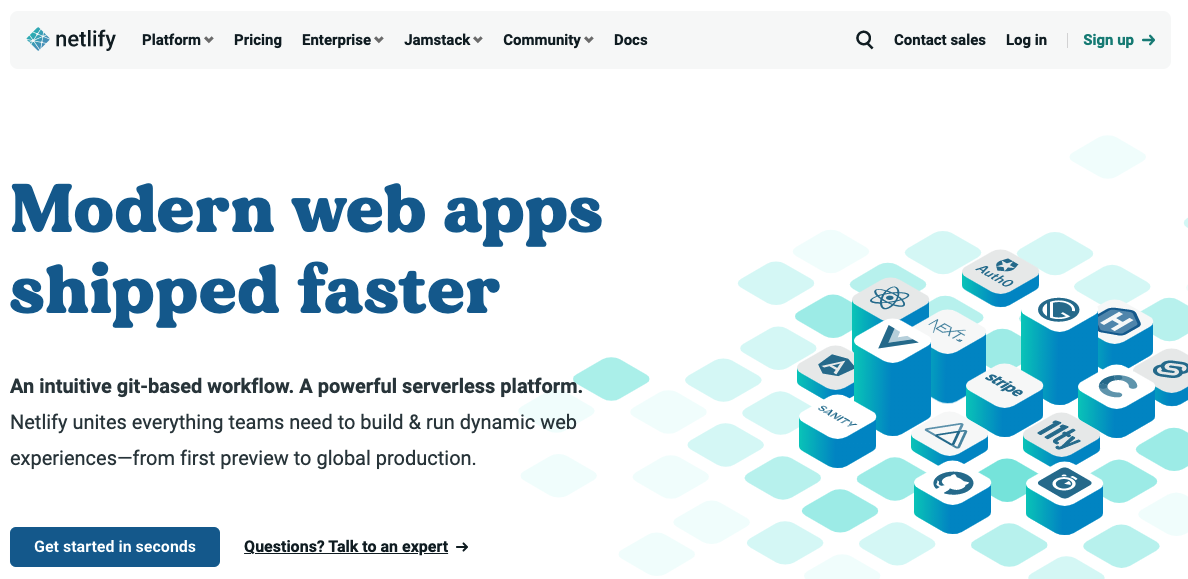 netlify Platform Pricing Enterprise Jamstack Community Docs Contact sales Log in Sign up →
Modern web apps
shipped faster
An intuitive git-based workflow. A powerful serverless platform.
Netlify unites everything teams need to build & run dynamic web
experiences—from first preview to global production.
Get started in seconds Questions? Talk to an expert →
Auth0
NEXT.JS
stripe
SANITY
11ty